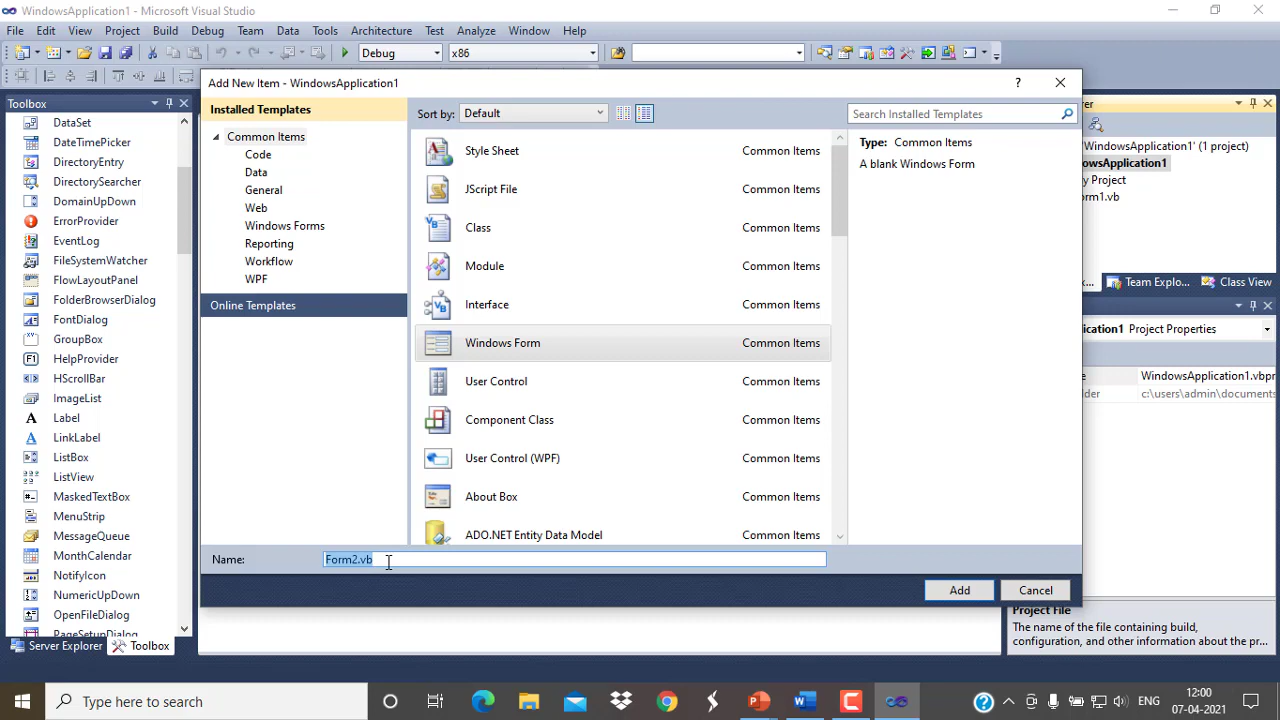 WindowsApplication1 - Microsoft Visual Studio
File Edit View Project Build Debug Team Data Tools Architecture Test Analyze Window Help
Debug x86
Toolbox
DataSet
DateTimePicker
DirectoryEntry
DirectorySearcher
DomainUpDown
ErrorProvider
EventLog
FileSystemWatcher
FlowLayoutPanel
FolderBrowserDialog
FontDialog
GroupBox
HelpProvider
HScrollBar
ImageList
Label
LinkLabel
ListBox
ListView
MaskedTextBox
MenuStrip
MessageQueue
MonthCalendar
NotifyIcon
NumericUpDown
OpenFileDialog
PageSetupDialog
Server Explorer Toolbox
Add New Item - WindowsApplication1
?
Installed Templates
Common Items
Code
Data
General
Web
Windows Forms
Reporting
Workflow
WPF
Online Templates
Sort by: Default
Search Installed Templates
Style Sheet Common Items
JScript File Common Items
Class Common Items
Module Common Items
Interface Common Items
Windows Form Common Items
User Control Common Items
Component Class Common Items
User Control (WPF) Common Items
About Box Common Items
ADO.NET Entity Data Model Common Items
Type: Common Items
A blank Windows Form
Name: Form2.vb
Add Cancel
rer
'WindowsApplication1' (1 project)
owsApplication1
y Project
orm1.vb
... Team Explo... Class View
ication1 Project Properties
e WindowsApplication1.vbpr
lder c:\users\admin\documents
Project File
The name of the file containing build,
configuration, and other information about the pr...
Type here to search
ENG
12:00
07-04-2021